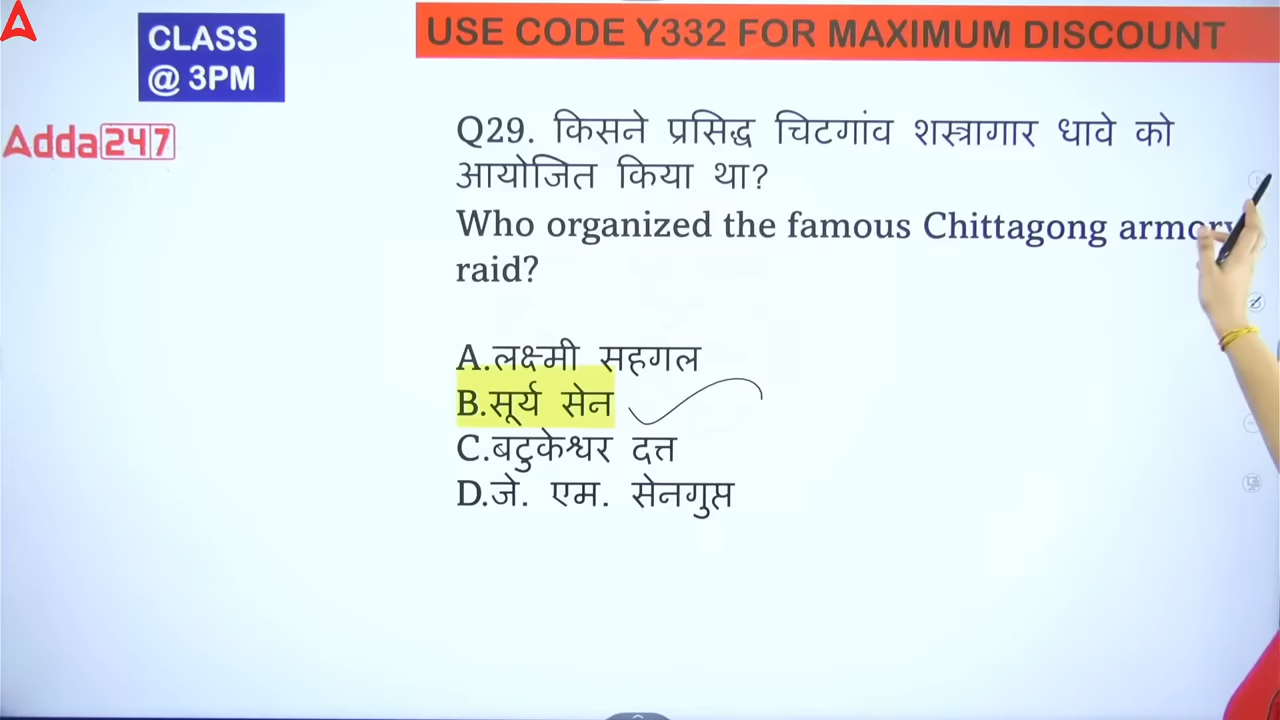 CLASS
@ 3PM
USE CODE Y332 FOR MAXIMUM DISCOUNT
Adda247
Q29. किसने प्रसिद्ध चिटगांव शस्त्रागार धावे को
आयोजित किया था?
Who organized the famous Chittagong armory
raid?
A.लक्ष्मी सहगल
B.सूर्य सेन
C.बटुकेश्वर दत्त
D.जे. एम. सेनगुप्त